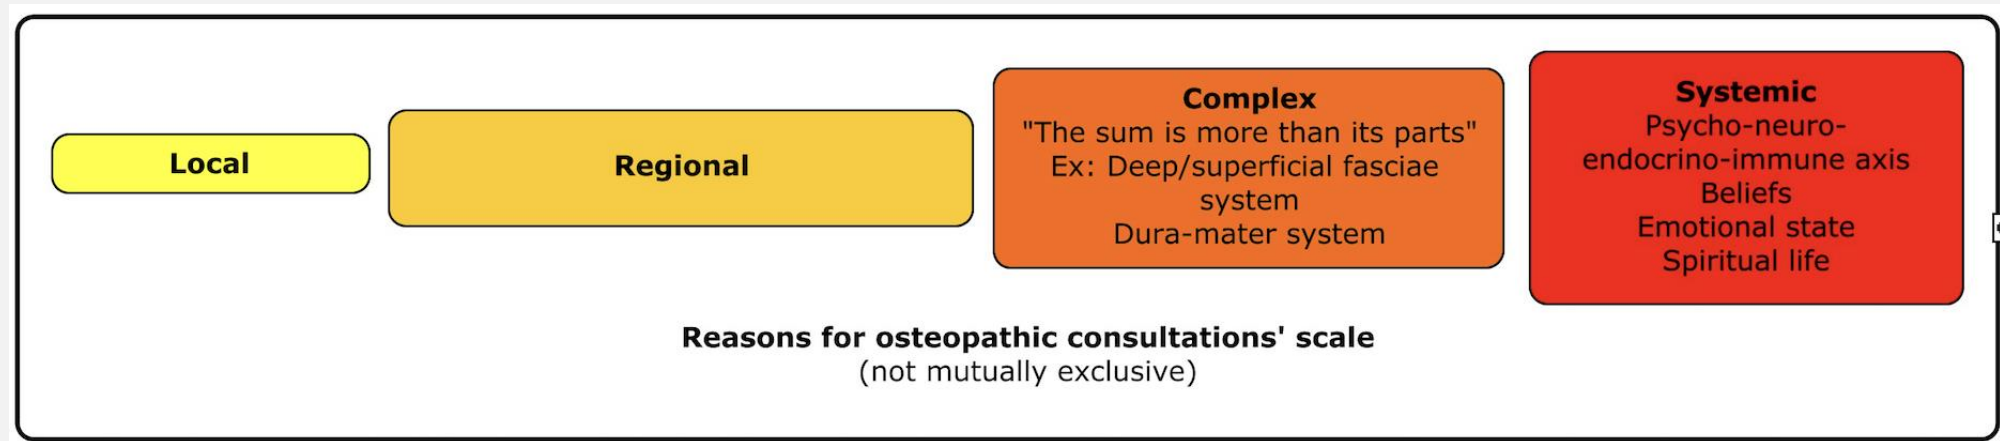 Local
Regional
Complex
"The sum is more than its parts"
Ex: Deep/superficial fasciae
system
Dura-mater system
Systemic
Psycho-neuro-
endocrino-immune axis
Beliefs
Emotional state
Spiritual life
Reasons for osteopathic consultations' scale
(not mutually exclusive)